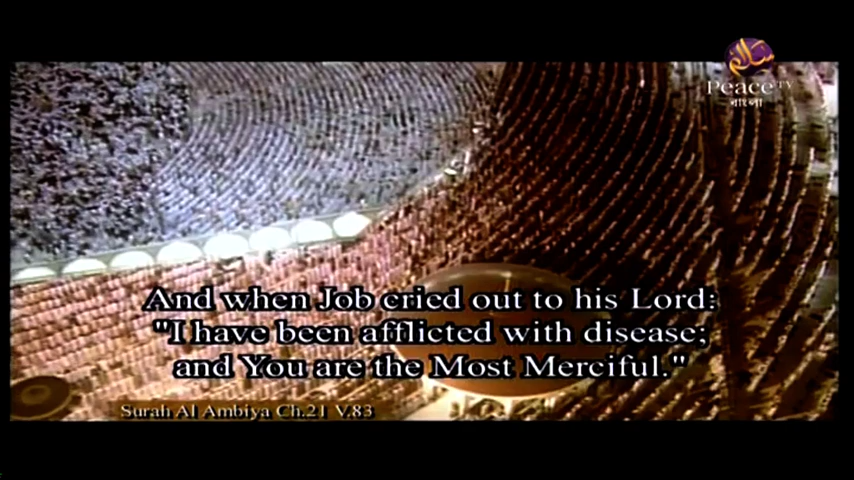 سلام
Peace TV
বাংলা
And when Job cried out to his Lord:
"I have been afflicted with disease;
and You are the Most Merciful."
Surah Al Ambiya Ch.21 V.83